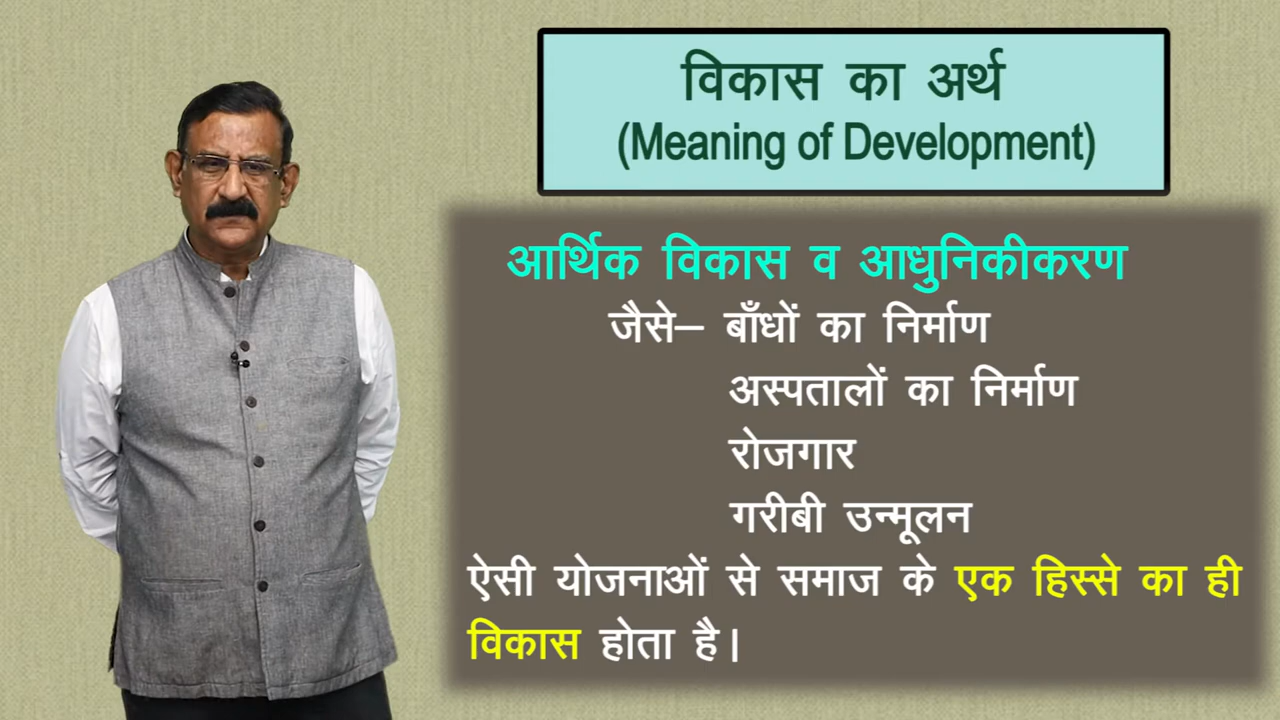 विकास का अर्थ
(Meaning of Development)
आर्थिक विकास व आधुनिकीकरण
जैसे– बाँधों का निर्माण
अस्पतालों का निर्माण
रोजगार
गरीबी उन्मूलन
ऐसी योजनाओं से समाज के एक हिस्से का ही
विकास होता है।